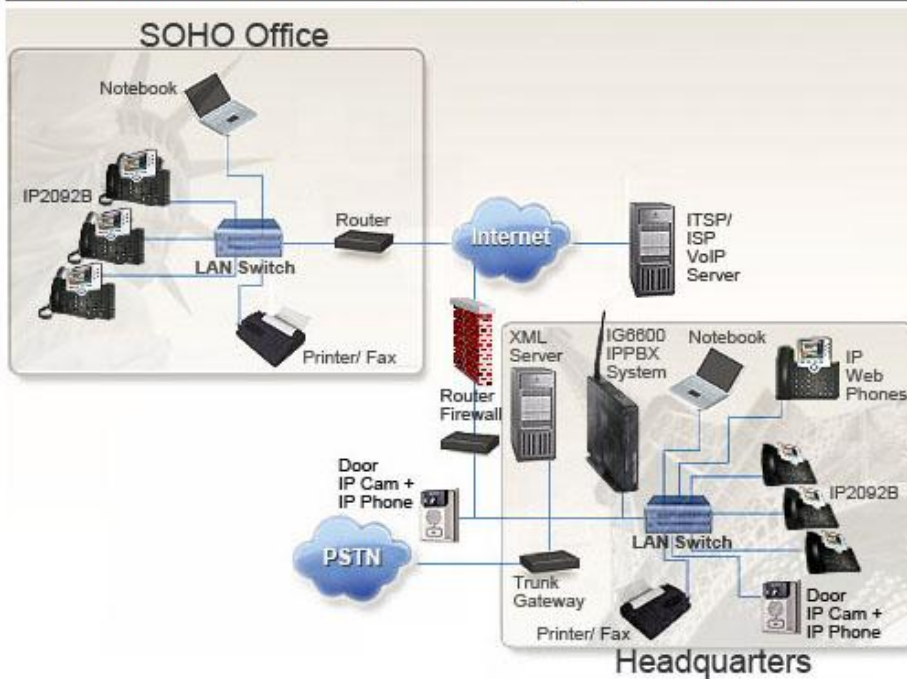 SOHO Office
Notebook
IP2092B
LAN Switch
Router
Printer/ Fax
Internet
ITSP/
ISP
VoIP
Server
Router
Firewall
XML
Server
IG6600
IPPBX
System
Notebook
IP
Web
Phones
IP2092B
LAN Switch
Door
IP Cam +
IP Phone
PSTN
Trunk
Gateway
Printer/ Fax
Door
IP Cam +
IP Phone
Headquarters